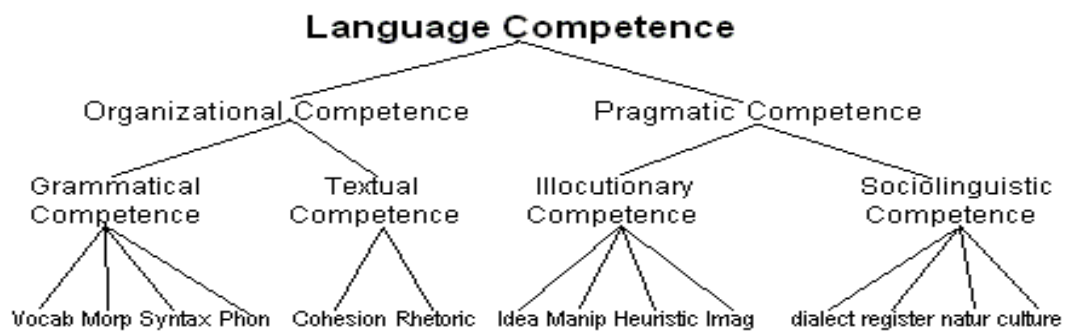 Language Competence
Organizational Competence Pragmatic Competence
Grammatical Textual Illocutionary Sociolinguistic
Competence Competence Competence Competence
Vocab Morp Syntax Phon Cohesion Rhetoric Idea Manip Heuristic Imag dialect register natur culture